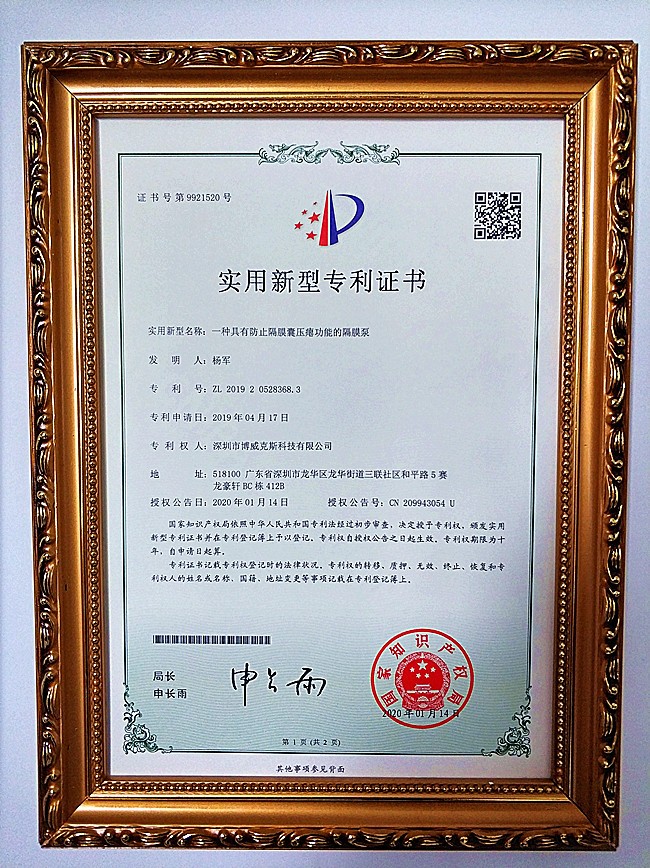 证书号第9921520号
实用新型专利证书
实用新型名称：一种具有防止隔膜囊压瘪功能的隔膜泵
发明人：杨军
专利号：ZL 2019 2 0528368.3
专利申请日：2019年04月17日
专利权人：深圳市博威克斯科技有限公司
地址：518100 广东省深圳市龙华区龙华街道三联社区和平路5赛
龙豪轩BC栋412B
授权公告日：2020年01月14日 授权公告号：CN 209943054 U
国家知识产权局依照中华人民共和国专利法经过初步审查，决定授予专利权，颁发实用
新型专利证书并在专利登记簿上予以登记。专利权自授权公告之日起生效。专利权期限为十
年，自申请日起算。
专利证书记载专利权登记时的法律状况。专利权的转移、质押、无效、终止、恢复和专
利权人的姓名或名称、国籍、地址变更等事项记载在专利登记簿上。
局长
申长雨
申长雨
国家知识产权局
2020年01月14日
第1页(共2页)
其他事项参见背面